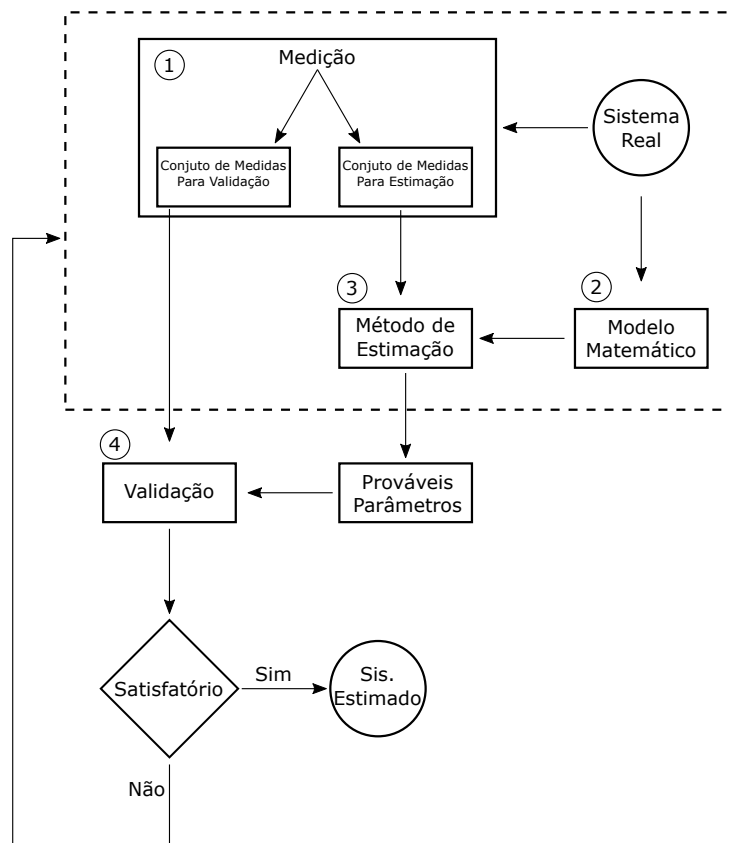 1
Medição
Sistema
Real
Conjuto de Medidas
Para Validação
Conjuto de Medidas
Para Estimação
3
2
Método de
Estimação
Modelo
Matemático
4
Validação
Prováveis
Parâmetros
Satisfatório
Sim
Sis.
Estimado
Não